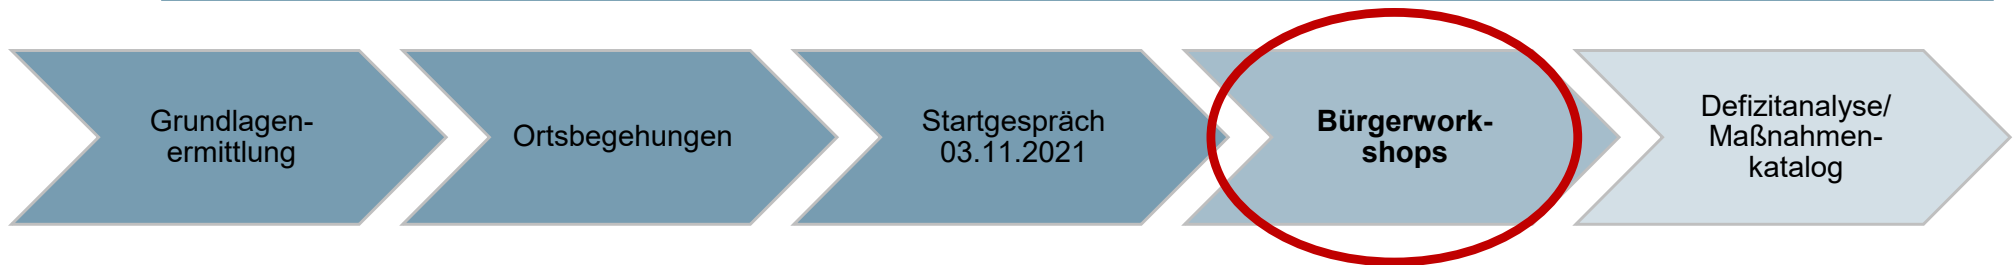 Grundlagen-
ermittlung
Ortsbegehungen
Startgespräch
03.11.2021
Bürgerwork-
shops
Defizitanalyse/
Maßnahmen-
katalog